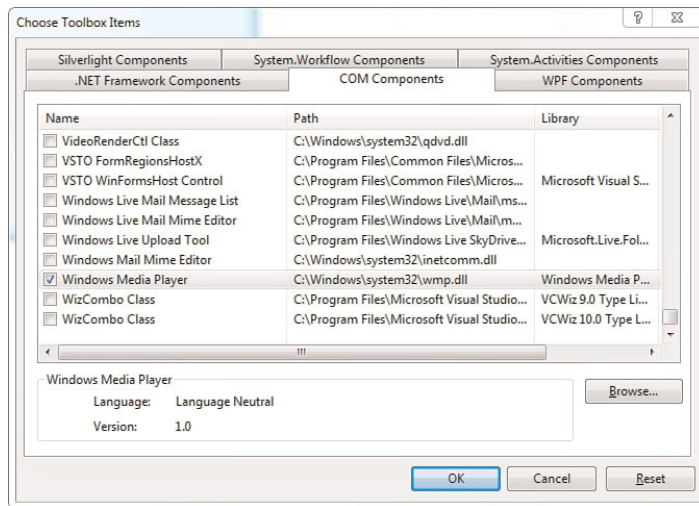 Choose Toolbox Items
Silverlight Components System.Workflow Components System.Activities Components
.NET Framework Components COM Components WPF Components
Name Path Library
VideoRenderCtl Class C:\Windows\system32\qdvd.dll
VSTO FormRegionsHostX C:\Program Files\Common Files\Micros...
VSTO WinFormsHost Control C:\Program Files\Common Files\Micros... Microsoft Visual S...
Windows Live Mail Message List C:\Program Files\Windows Live\Mail\ms...
Windows Live Mail Mime Editor C:\Program Files\Windows Live\Mail\m...
Windows Live Upload Tool C:\Program Files\Windows Live SkyDrive... Microsoft.Live.Fol...
Windows Mail Mime Editor C:\Windows\system32\inetcomm.dll
Windows Media Player C:\Windows\system32\wmp.dll Windows Media P...
WizCombo Class C:\Program Files\Microsoft Visual Studio... VCWiz 9.0 Type Li...
WizCombo Class C:\Program Files\Microsoft Visual Studio... VCWiz 10.0 Type L...
Windows Media Player
Language: Language Neutral
Browse...
Version: 1.0
OK Cancel Reset